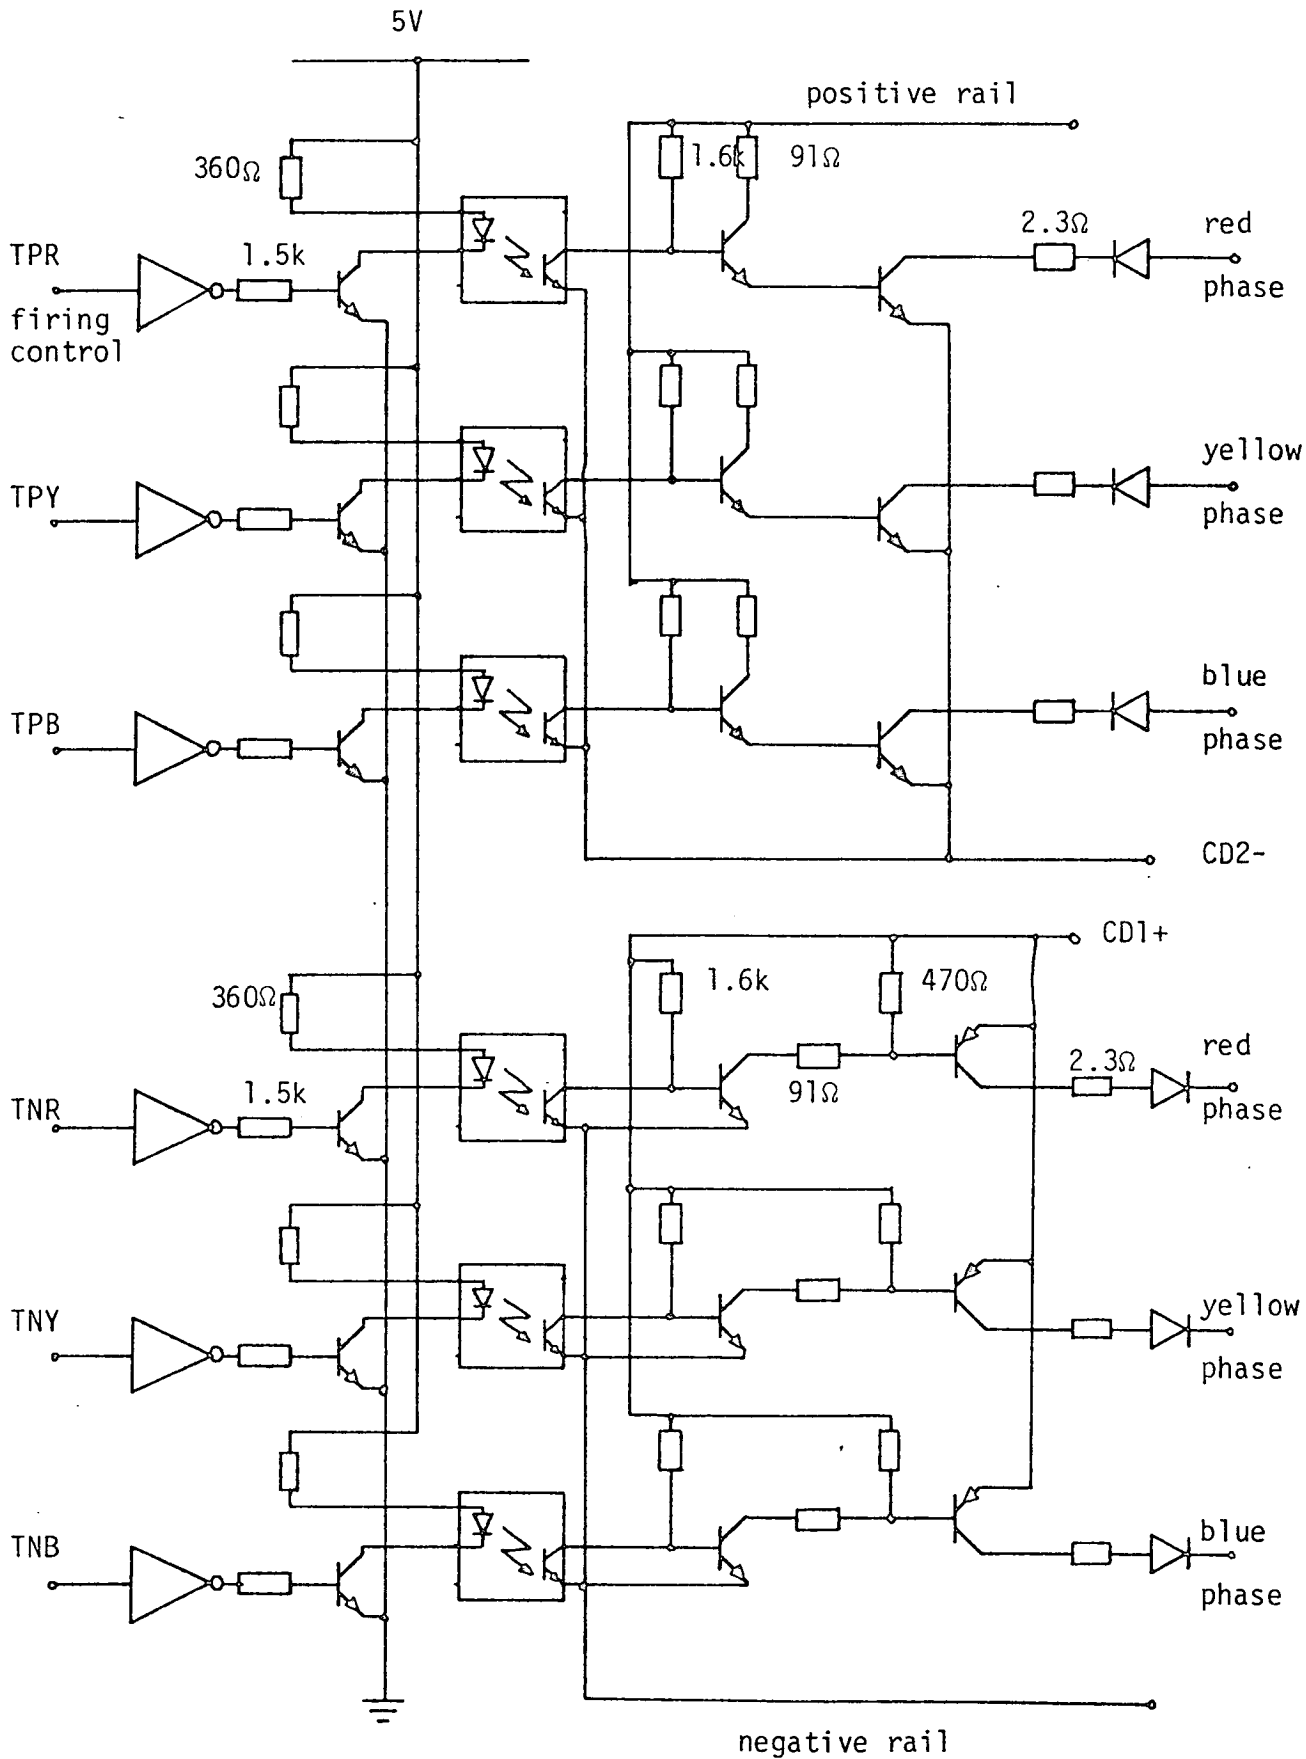 5V
positive rail
360Ω
1.6k
91Ω
2.3Ω
red
phase
TPR
1.5k
firing
control
yellow
phase
TPY
blue
phase
TPB
CD2-
CD1+
360Ω
1.6k
470Ω
91Ω
2.3Ω
red
phase
TNR
1.5k
yellow
phase
TNY
blue
phase
TNB
negative rail